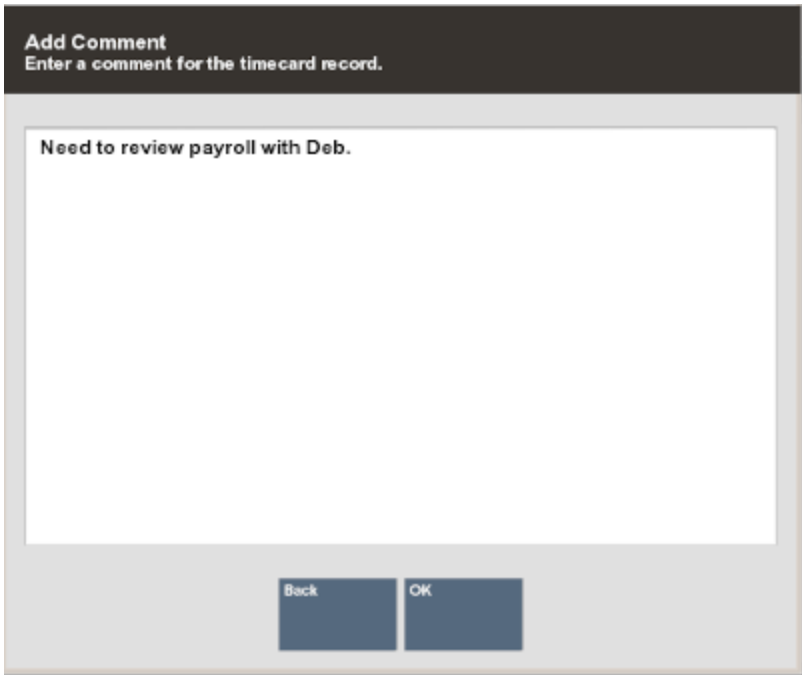 Add Comment
Enter a comment for the timecard record.
Need to review payroll with Deb.
Back
OK